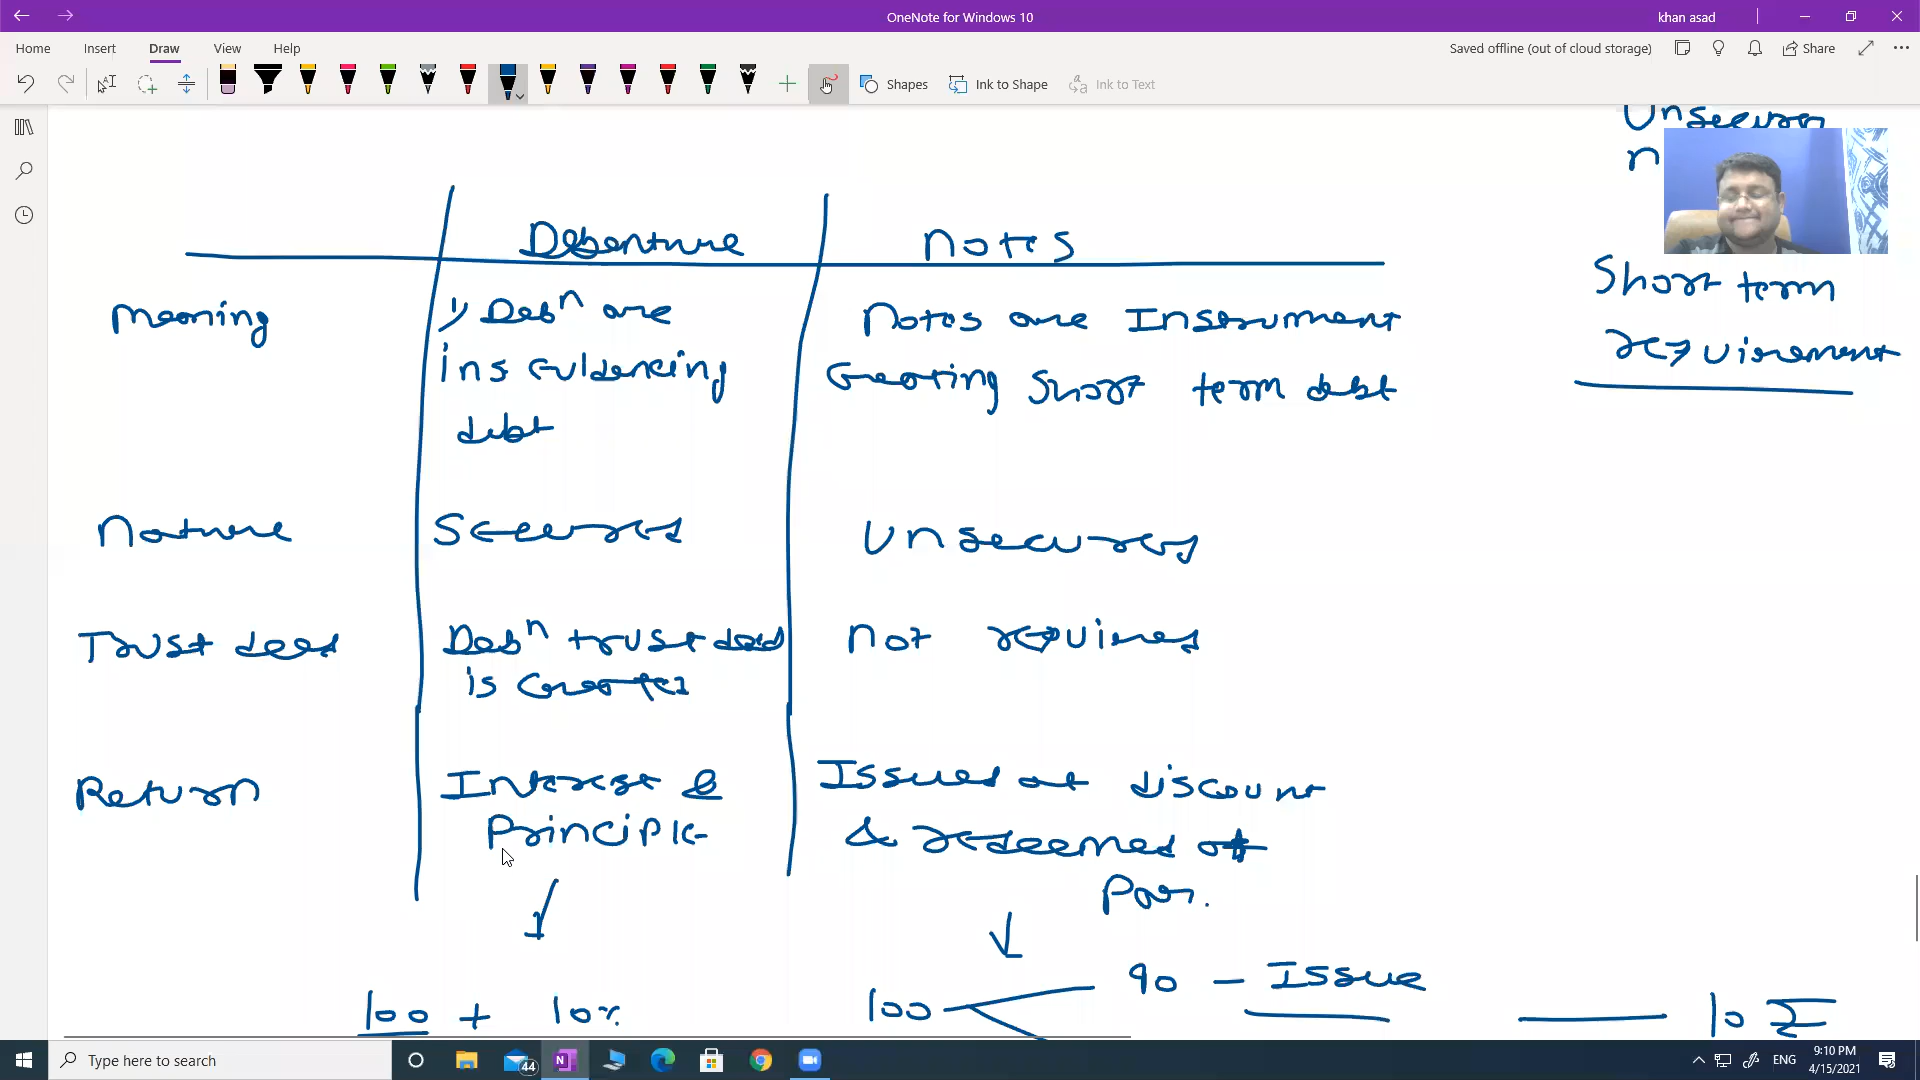 OneNote for Windows 10
khan asad
Home Insert Draw View Help
Saved offline (out of cloud storage)
Share
Shapes
Ink to Shape
Ink to Text
n
Debenture Notes
Short term
requirement
Meaning
1) Debn are
ins evidencing
debt
Notes are Instrument
Creating Short term debt
Nature Secured Unsecured
Trust deed
Debn trust deed
is Created
not required
Return
Interest &
Principle
Issued at discount
& redeemed at
Par.
100 + 10%
100
90 - Issue
10
Type here to search
44
ENG
9:10 PM
4/15/2021